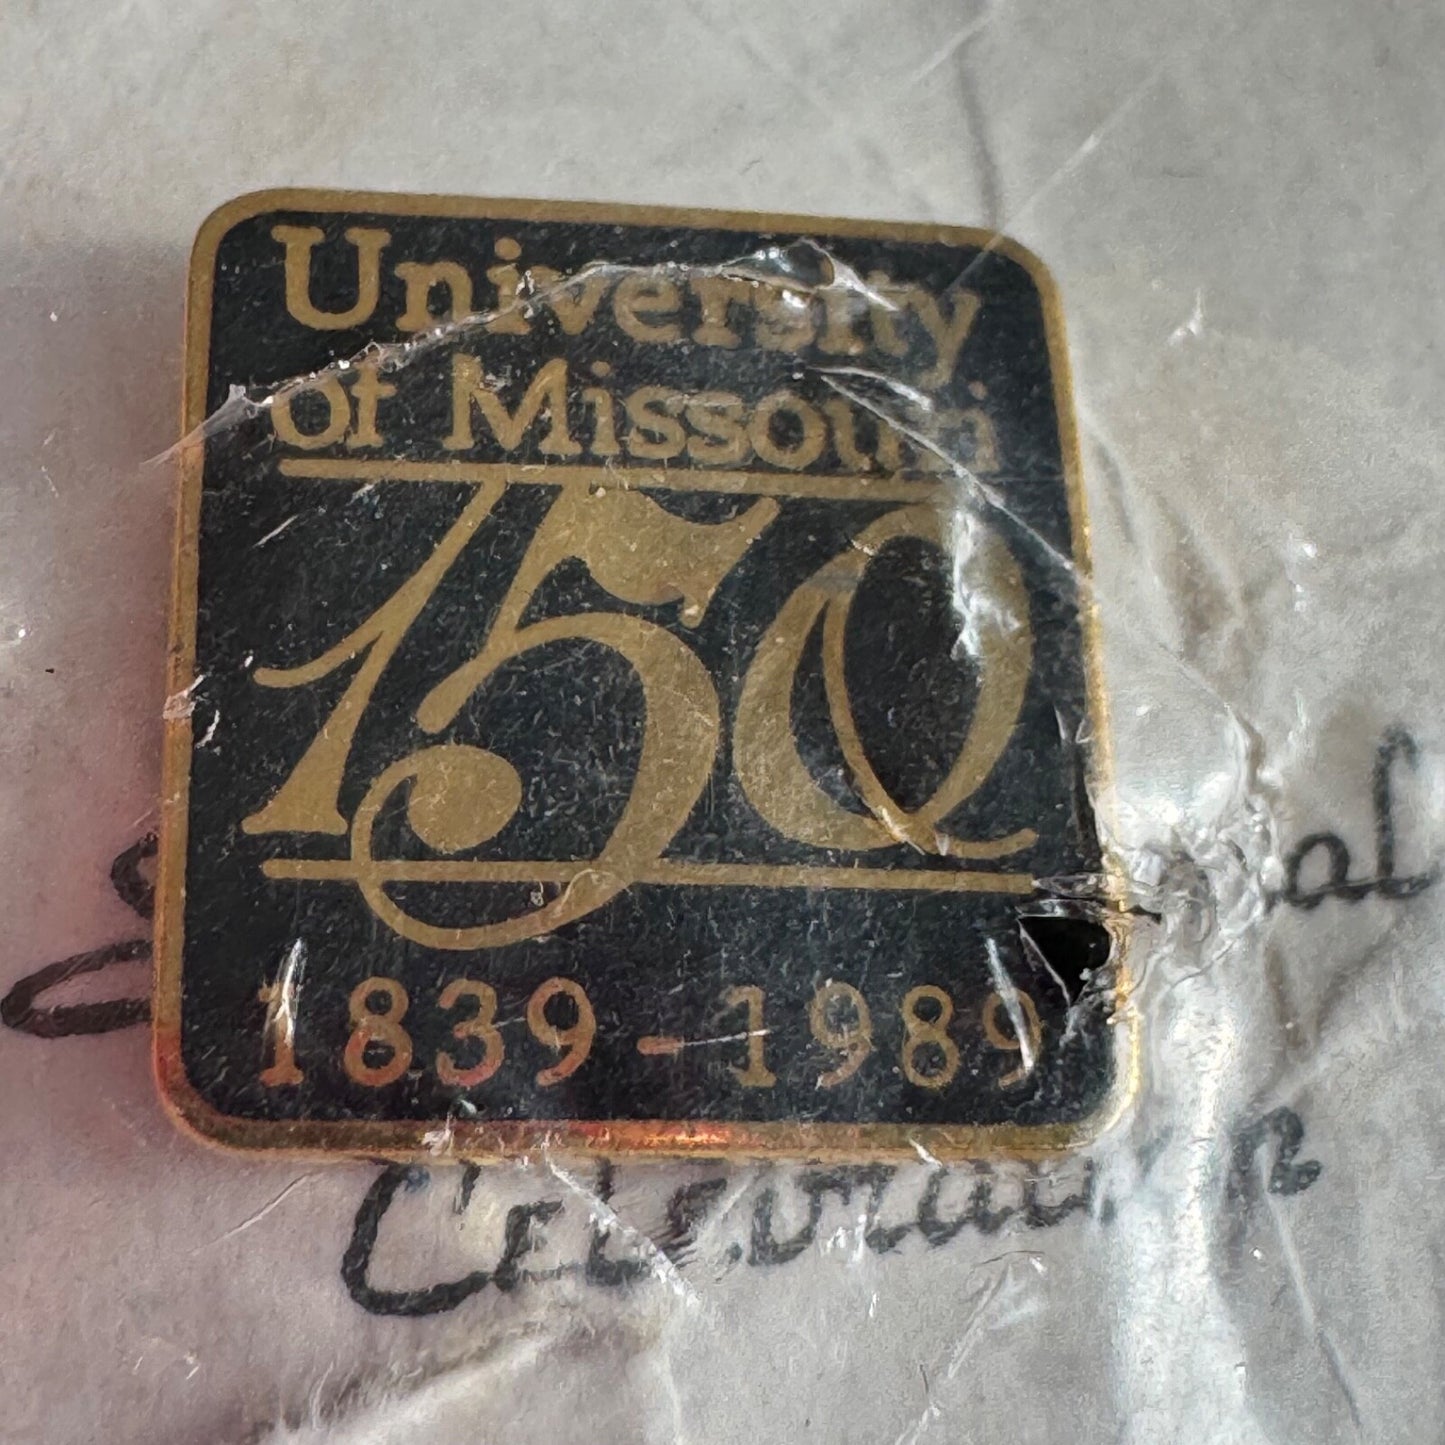 University
of Missouri
150
1839-1989
Celebration